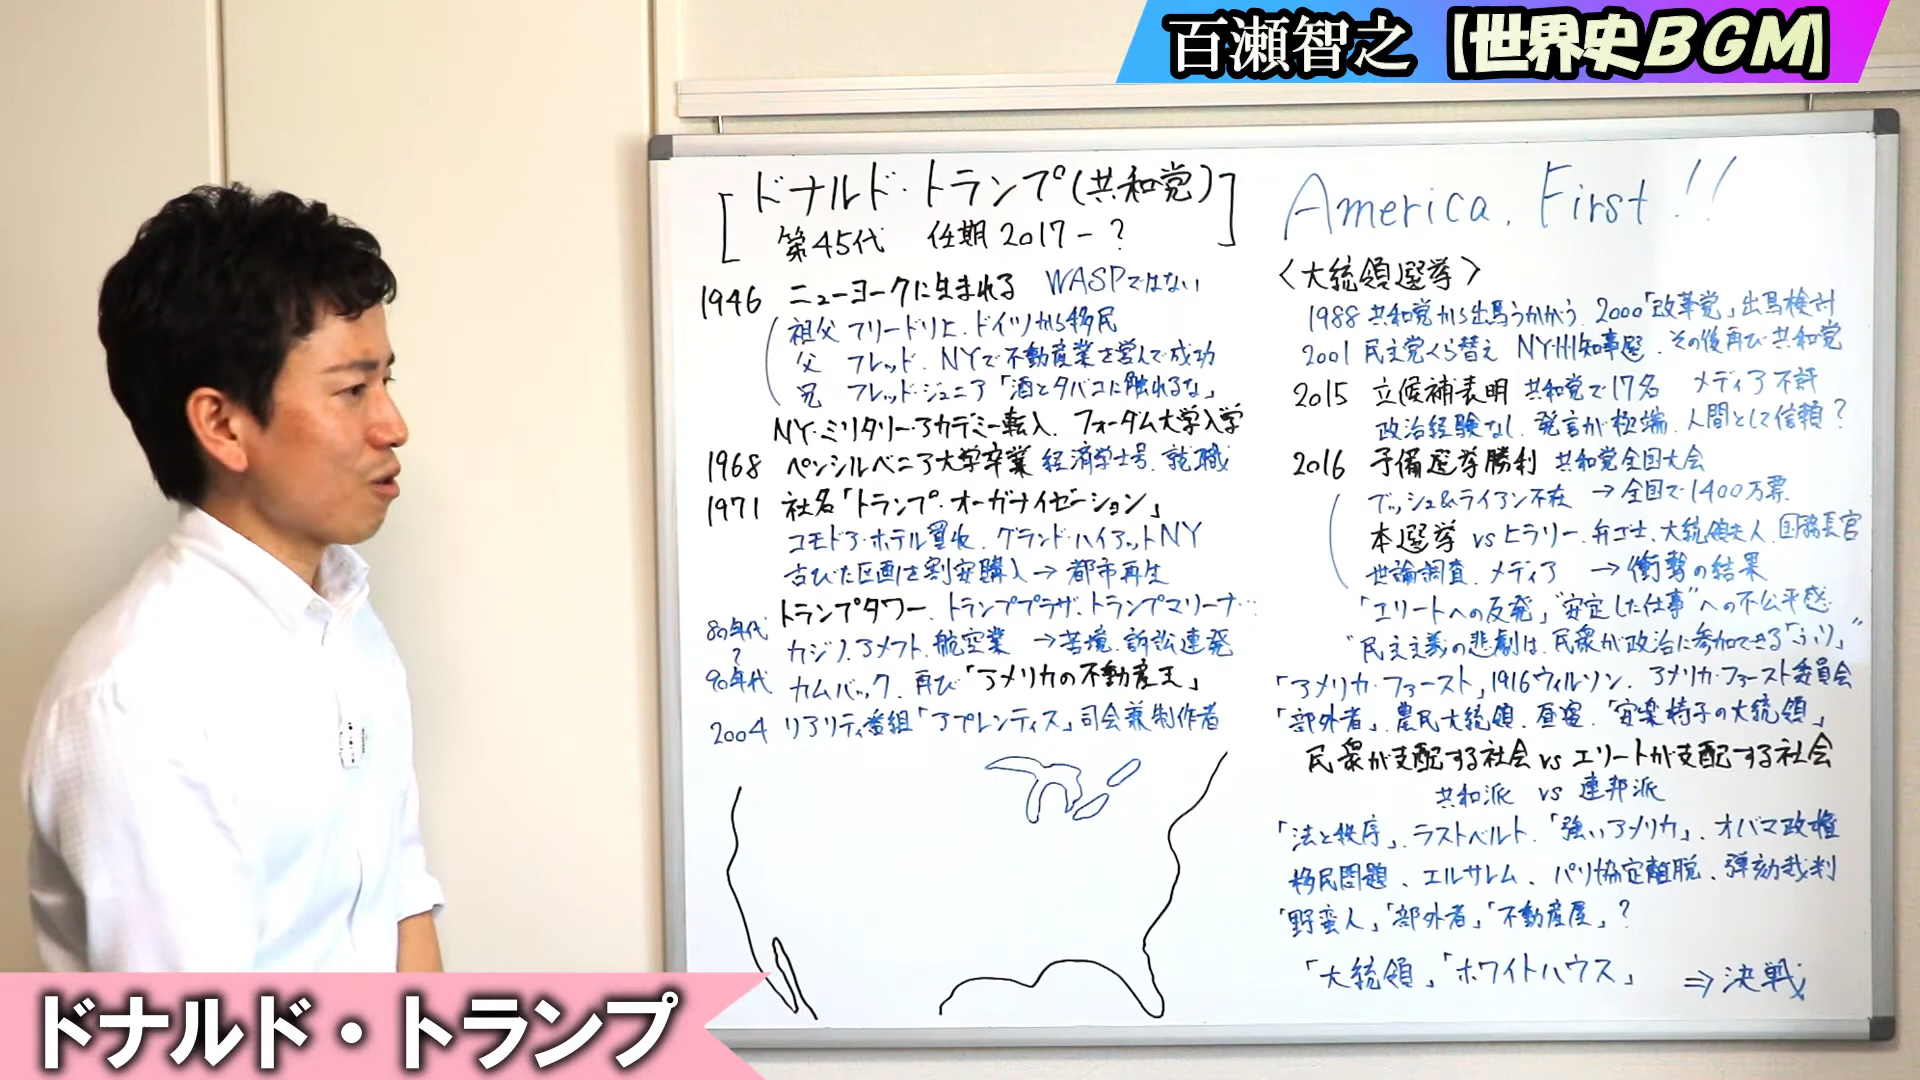 百瀬智之【世界史BGM】
ドナルド・トランプ(共和党)
第45代 任期2017-?
1946 ニューヨークに生まれる WASPではない
祖父 フリードリヒ.ドイツから移民
父 フレッド.NYで不動産業を営んで成功
兄 フレッド・ジュニア「酒とタバコに触れるな」
NY・ミリタリー・アカデミー転入.フォーダム大学入学
1968 ペンシルベニア大学卒業 経済学士号.就職
1971 社名「トランプ・オーガナイゼーション」
コモドア・ホテル買収.グランド・ハイアットNY
古びた区画を割安購入→都市再生
トランプタワー.トランププラザ.トランプマリーナ…
80年代 カジノ.アメフト.航空業 →苦境.訴訟連発
90年代 カムバック.再び「アメリカの不動産王」
2004 リアリティ番組「アプレンティス」司会兼制作者
America. First!!
〈大統領選挙〉
1988 共和党から出馬うかがう.2000「改革党」出馬検討
2001 民主党くら替え NY州知事選.その後再び共和党
2015 立候補表明 共和党で17名 メディア不評
政治経験なし.発言が極端.人間として信頼?
2016 予備選挙勝利 共和党全国大会
ブッシュ&ライアン不在 →全国で1400万票.
本選挙 vsヒラリー.弁ゴ士.大統領夫人.国務長官
世論調査.メディア →衝撃の結果
「エリートへの反発」"安定した仕事"への不公平感.
"民主主義の悲劇は.民衆が政治に参加できる「ふり」"
「アメリカ・ファースト」1916ウィルソン.アメリカ・ファースト委員会
「部外者」.農民大統領.昼寝.「安楽椅子の大統領」
民衆が支配する社会vsエリートが支配する社会
共和派 vs 連邦派
「法と秩序」.ラストベルト.「強いアメリカ」.オバマ政権
移民問題、エルサレム、パリ協定離脱、弾劾裁判
「野蛮人」「部外者」「不動産屋」?
「大統領」「ホワイトハウス」 ⇒決戦
ドナルド・トランプ